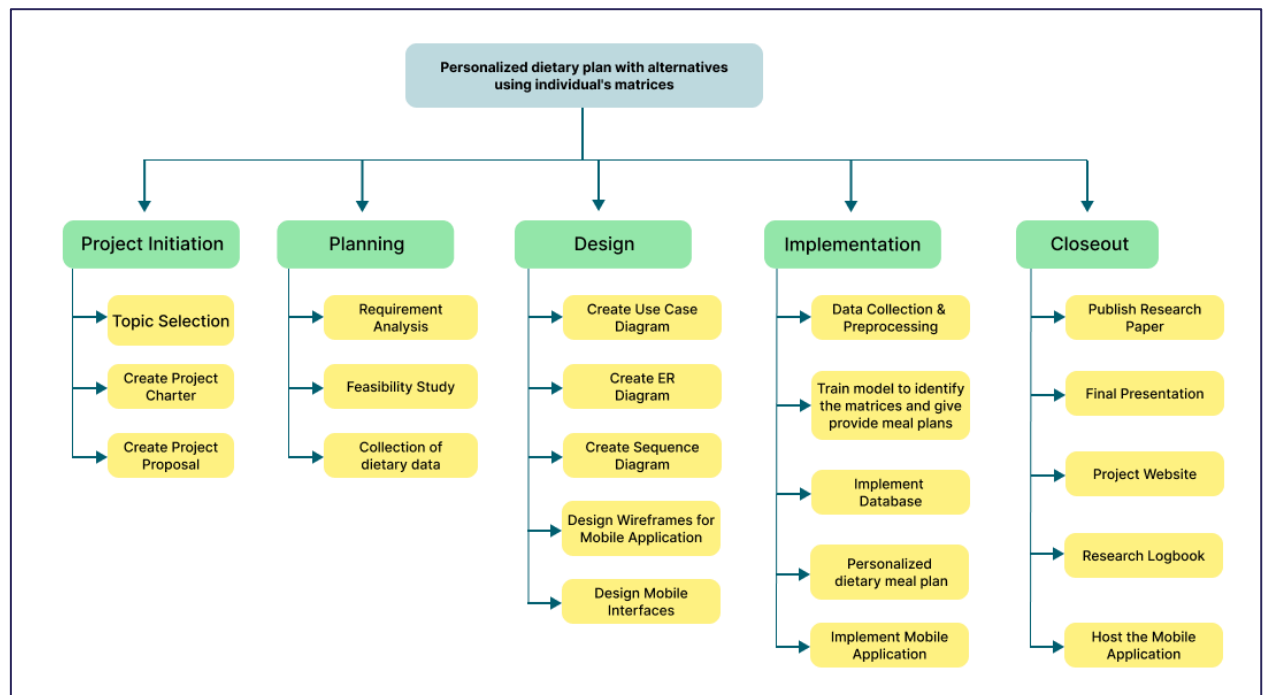 Personalized dietary plan with alternatives
using individual's matrices
Project Initiation
Topic Selection
Create Project
Charter
Create Project
Proposal
Planning
Requirement
Analysis
Feasibility Study
Collection of
dietary data
Design
Create Use Case
Diagram
Create ER
Diagram
Create Sequence
Diagram
Design Wireframes for
Mobile Application
Design Mobile
Interfaces
Implementation
Data Collection &
Preprocessing
Train model to identify
the matrices and give
provide meal plans
Implement
Database
Personalized
dietary meal plan
Implement Mobile
Application
Closeout
Publish Research
Paper
Final Presentation
Project Website
Research Logbook
Host the Mobile
Application